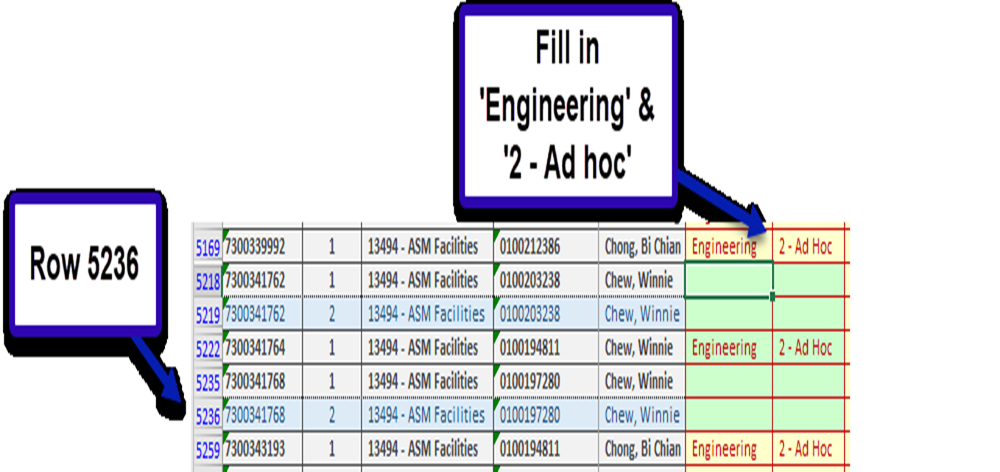 Fill in
'Engineering' &
'2 - Ad hoc'
Row 5236
5169 7300339992 1 13494 - ASM Facilities 0100212386 Chong, Bi Chian Engineering 2 - Ad Hoc
5218 7300341762 1 13494 - ASM Facilities 0100203238 Chew, Winnie
5219 7300341762 2 13494 - ASM Facilities 0100203238 Chew, Winnie
5222 7300341764 1 13494 - ASM Facilities 0100194811 Chew, Winnie Engineering 2 - Ad Hoc
5235 7300341768 1 13494 - ASM Facilities 0100197280 Chew, Winnie
5236 7300341768 2 13494 - ASM Facilities 0100197280 Chew, Winnie
5259 7300343193 1 13494 - ASM Facilities 0100194811 Chong, Bi Chian Engineering 2 - Ad Hoc